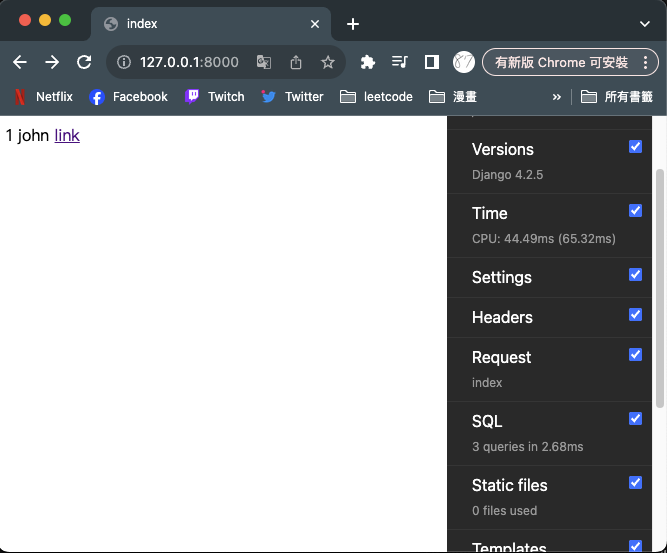 index
127.0.0.1:8000
有新版 Chrome 可安裝
Netflix
Facebook
Twitch
Twitter
leetcode
漫畫
»
所有書籤
1 john link
Versions
Django 4.2.5
Time
CPU: 44.49ms (65.32ms)
Settings
Headers
Request
index
SQL
3 queries in 2.68ms
Static files
0 files used
Templates